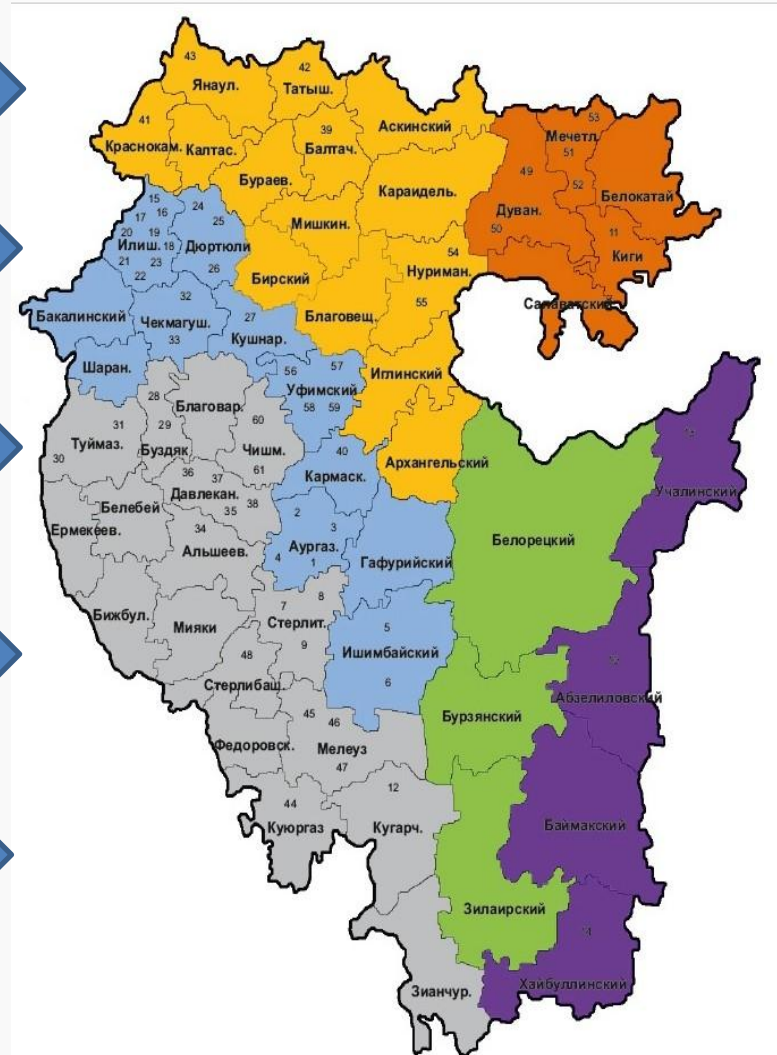 43
Янаул.
42
Татыш.
41
Краснокам.
Калтас.
39
Балтач.
Аскинский
53
Мечетл.
51
49
52
Белокатай
Бураев.
Караидель.
Дуван.
50
11
Киги
15
17 16
20 19
Илиш. 18
21 23
22
24
25
Дюртюли
26
Мишкин.
54
Нуриман.
55
Бирский
Благовещ.
Салаватский
Бакалинский
32
Чекмагуш.
33
27
Кушнар.
Шаран.
56 57
Уфимский
58 59
Иглинский
28
Благовар.
31
Туймаз.
29
Буздяк
30
60
Чишм.
61
40
Кармаск.
Архангельский
Учалинский
36
37
Давлекан.
35 38
Белебей
Ермекеев.
34
Альшеев.
2
3
Аургаз.
4 1
Гафурийский
Белорецкий
Бижбул.
Мияки
7 8
Стерлит.
9
5
Ишимбайский
6
48
Стерлибаш.
Абзелиловский
Бурзянский
45 46
Федоровск.
Мелеуз
47
44
Куюргаз
12
Кугарч.
Баймакский
Зилаирский
Зианчур.
Хайбуллинский